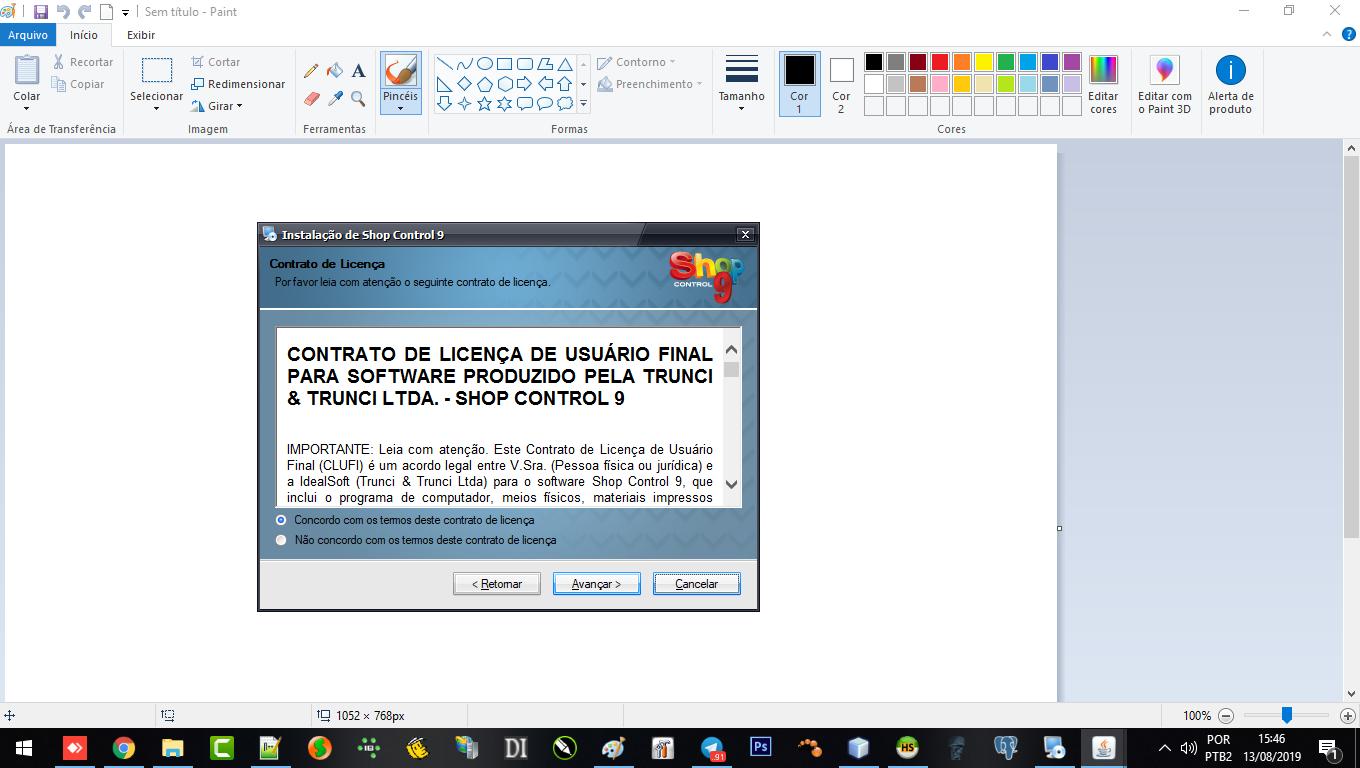 Sem título - Paint
Arquivo
Início
Exibir
Colar
Recortar
Copiar
Área de Transferência
Selecionar
Cortar
Redimensionar
Girar
Imagem
A
Ferramentas
Pincéis
Contorno
Preenchimento
Formas
Tamanho
Cor
1
Cor
2
Cores
Editar
cores
Editar com
o Paint 3D
Alerta de
produto
Instalação de Shop Control 9
Contrato de Licença
Por favor leia com atenção o seguinte contrato de licença.
Shop
CONTROL 9
CONTRATO DE LICENÇA DE USUÁRIO FINAL
PARA SOFTWARE PRODUZIDO PELA TRUNCI
& TRUNCI LTDA. - SHOP CONTROL 9
IMPORTANTE: Leia com atenção. Este Contrato de Licença de Usuário
Final (CLUFI) é um acordo legal entre V.Sra. (Pessoa física ou jurídica) e
a IdealSoft (Trunci & Trunci Ltda) para o software Shop Control 9, que
inclui o programa de computador, meios físicos, materiais impressos
Concordo com os termos deste contrato de licença
Não concordo com os termos deste contrato de licença
< Retornar
Avançar >
Cancelar
1052 × 768px
100%
DI
91
Ps
HS
POR
PTB2
15:46
13/08/2019
1